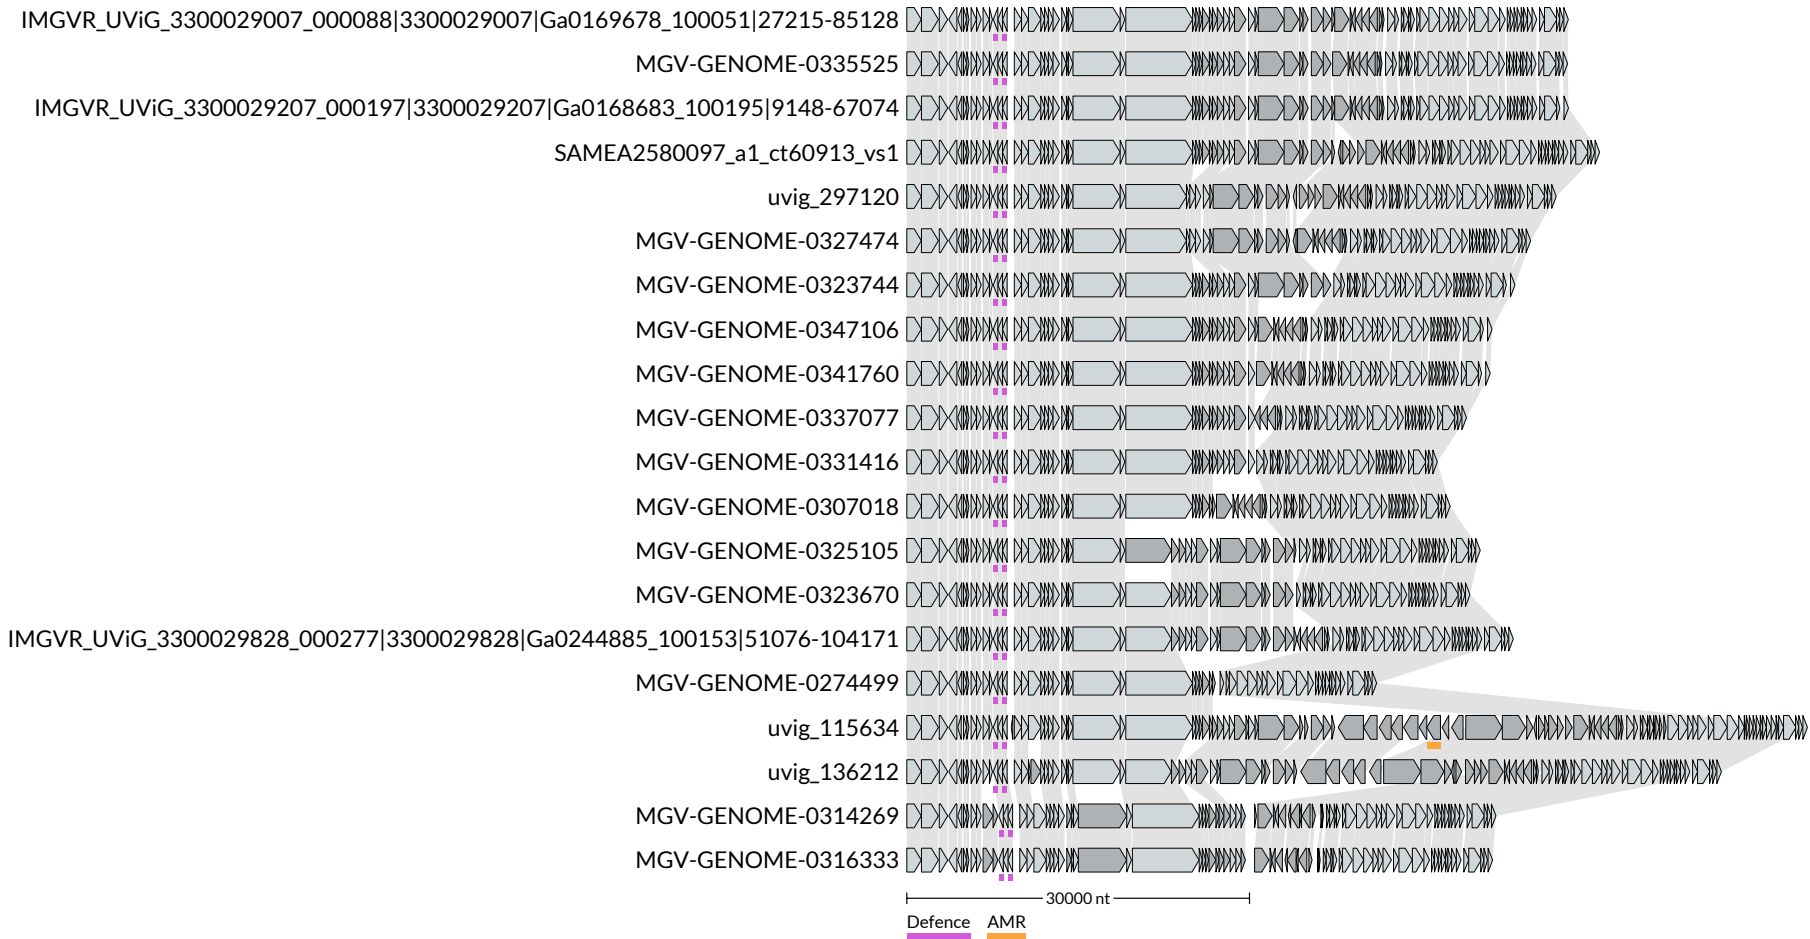 IMGVR_UViG_3300029007_000088|3300029007|Ga0169678_100051|27215-85128
MGV-GENOME-0335525
IMGVR_UViG_3300029207_000197|3300029207|Ga0168683_100195|9148-67074
SAMEA2580097_a1_ct60913_vs1
uvig_297120
MGV-GENOME-0327474
MGV-GENOME-0323744
MGV-GENOME-0347106
MGV-GENOME-0341760
MGV-GENOME-0337077
MGV-GENOME-0331416
MGV-GENOME-0307018
MGV-GENOME-0325105
MGV-GENOME-0323670
IMGVR_UViG_3300029828_000277|3300029828|Ga0244885_100153|51076-104171
MGV-GENOME-0274499
uvig_115634
uvig_136212
MGV-GENOME-0314269
MGV-GENOME-0316333
30000 nt
Defence AMR